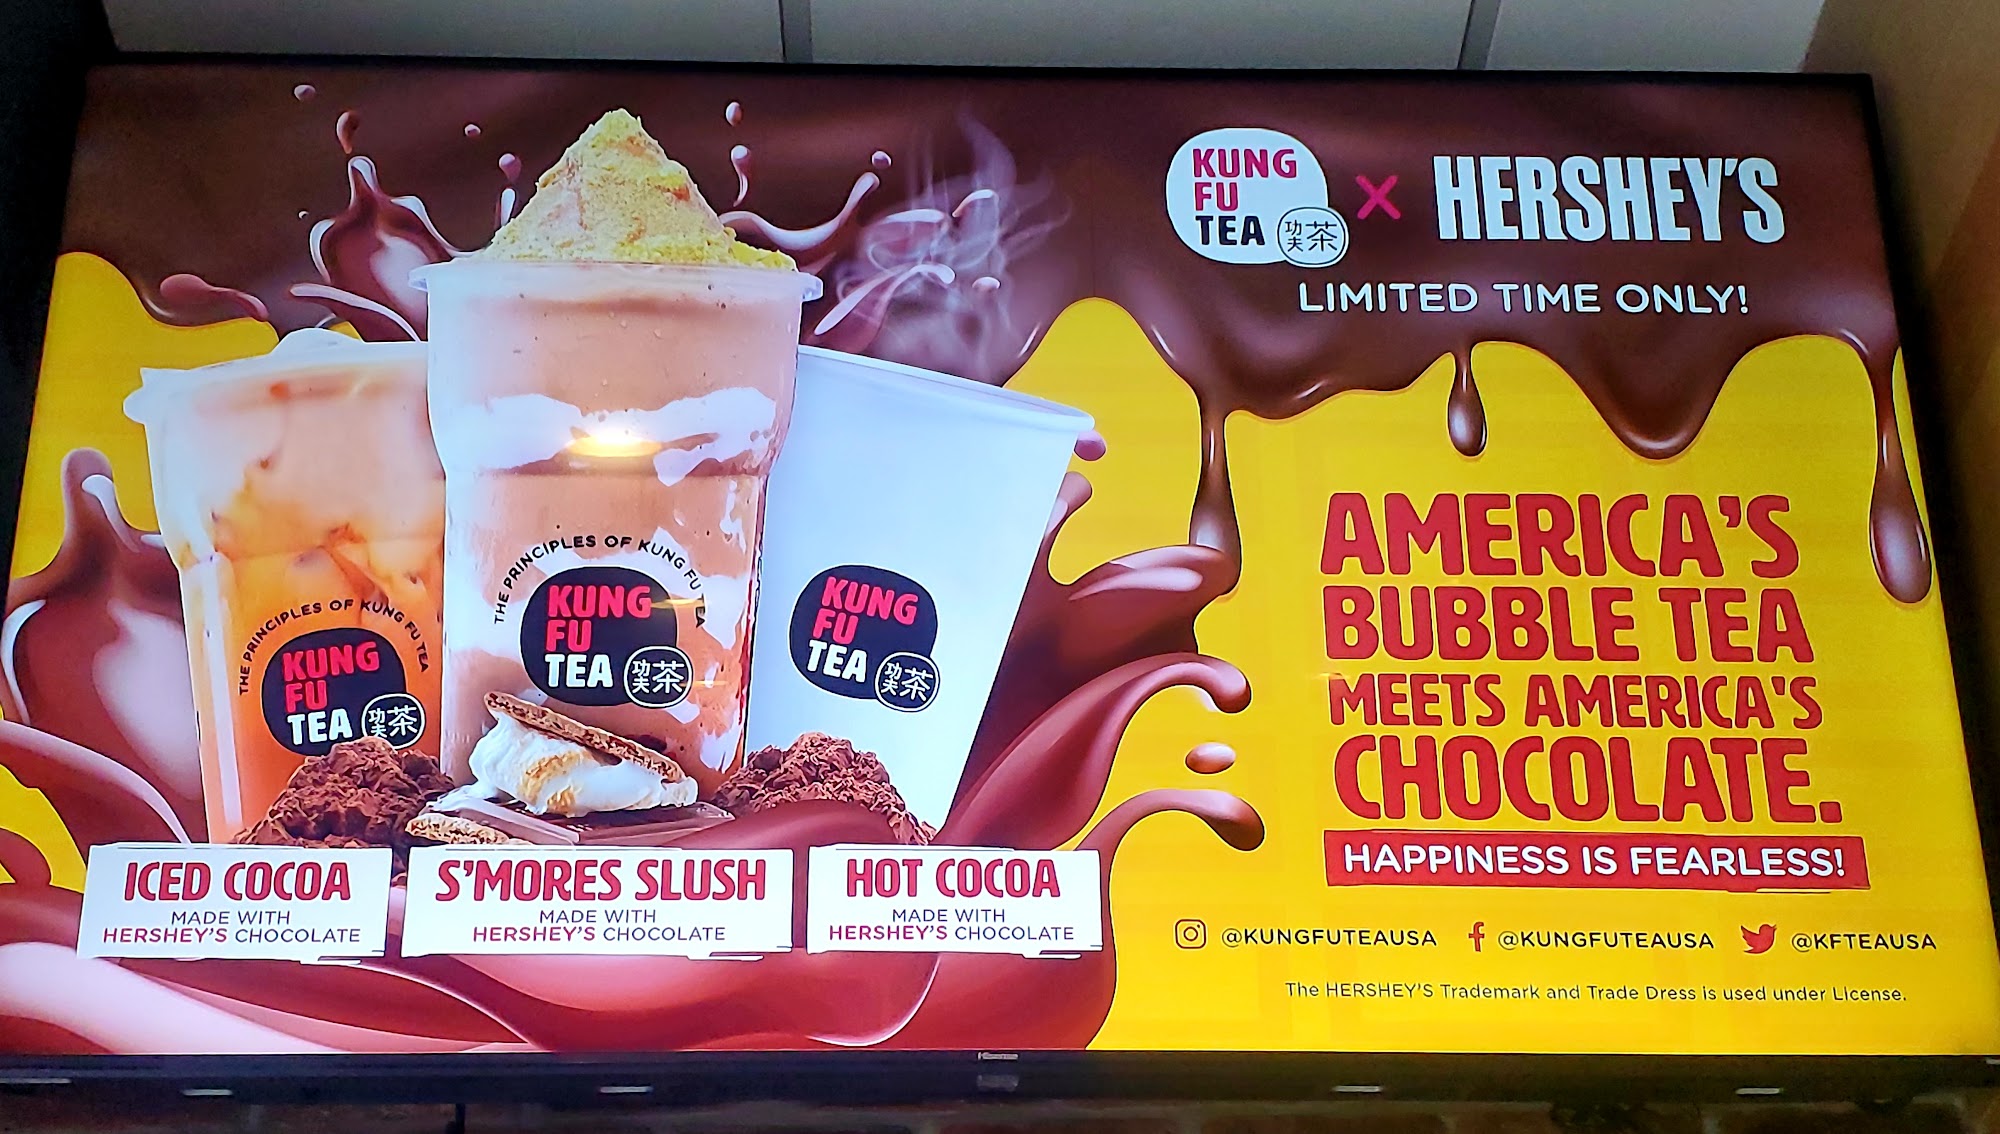 KUNG
FU
TEA
功夫茶
X
HERSHEY'S
LIMITED TIME ONLY!
THE PRINCIPLES OF KUNG FU TEA
KUNG
FU
TEA
功夫茶
THE PRINCIPLES OF KUNG FU TEA
KUNG
FU
TEA
功夫茶
KUNG
FU
TEA
功夫茶
ICED COCOA
MADE WITH
HERSHEY'S CHOCOLATE
S'MORES SLUSH
MADE WITH
HERSHEY'S CHOCOLATE
HOT COCOA
MADE WITH
HERSHEY'S CHOCOLATE
AMERICA'S
BUBBLE TEA
MEETS AMERICA'S
CHOCOLATE.
HAPPINESS IS FEARLESS!
@KUNGFUTEAUSA @KUNGFUTEAUSA @KFTEAUSA
The HERSHEY'S Trademark and Trade Dress is used under License.
Hisense